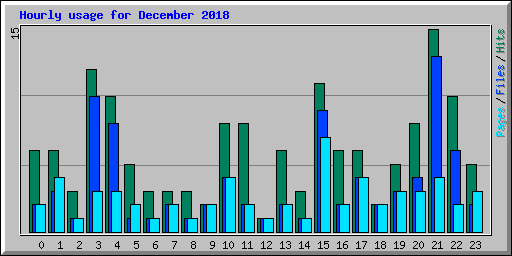 Hourly usage for December 2018
15
Pages/Files/Hits
0 1 2 3 4 5 6 7 8 9 10 11 12 13 14 15 16 17 18 19 20 21 22 23